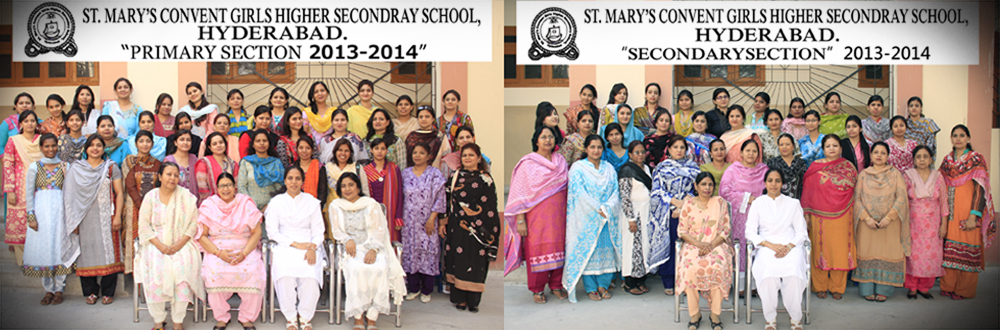 ST. MARY'S CONVENT GIRLS HIGHER SECONDRAY SCHOOL,
HYDERABAD.
"PRIMARY SECTION 2013-2014"
ST. MARY'S CONVENT GIRLS HIGHER SECONDRAY SCHOOL,
HYDERABAD.
"SECONDARYSECTION" 2013-2014